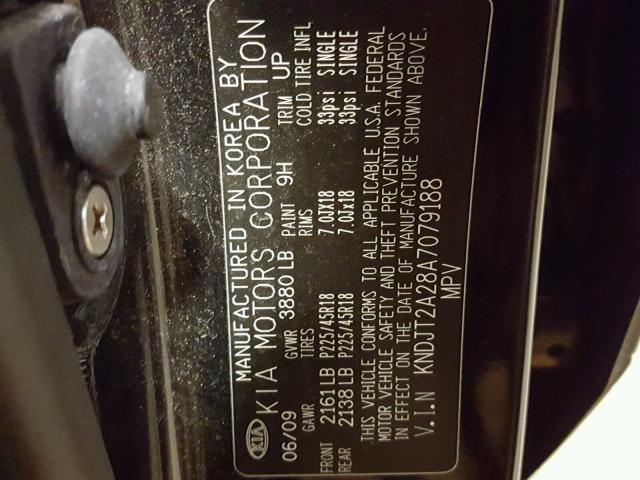 MANUFACTURED IN KOREA BY
KIA KIA MOTORS CORPORATION
06/09 GVWR 3880 LB PAINT 9H TRIM UP
GAWR TIRES RIMS COLD TIRE INFL
FRONT 2161 LB P225/45R18 7.0JX18 33psi SINGLE
REAR 2138 LB P225/45R18 7.0JX18 33psi SINGLE
THIS VEHICLE CONFORMS TO ALL APPLICABLE U.S.A. FEDERAL
MOTOR VEHICLE SAFETY AND THEFT PREVENTION STANDARDS
IN EFFECT ON THE DATE OF MANUFACTURE SHOWN ABOVE.
V.I.N KNDJT2A28A7079188
MPV